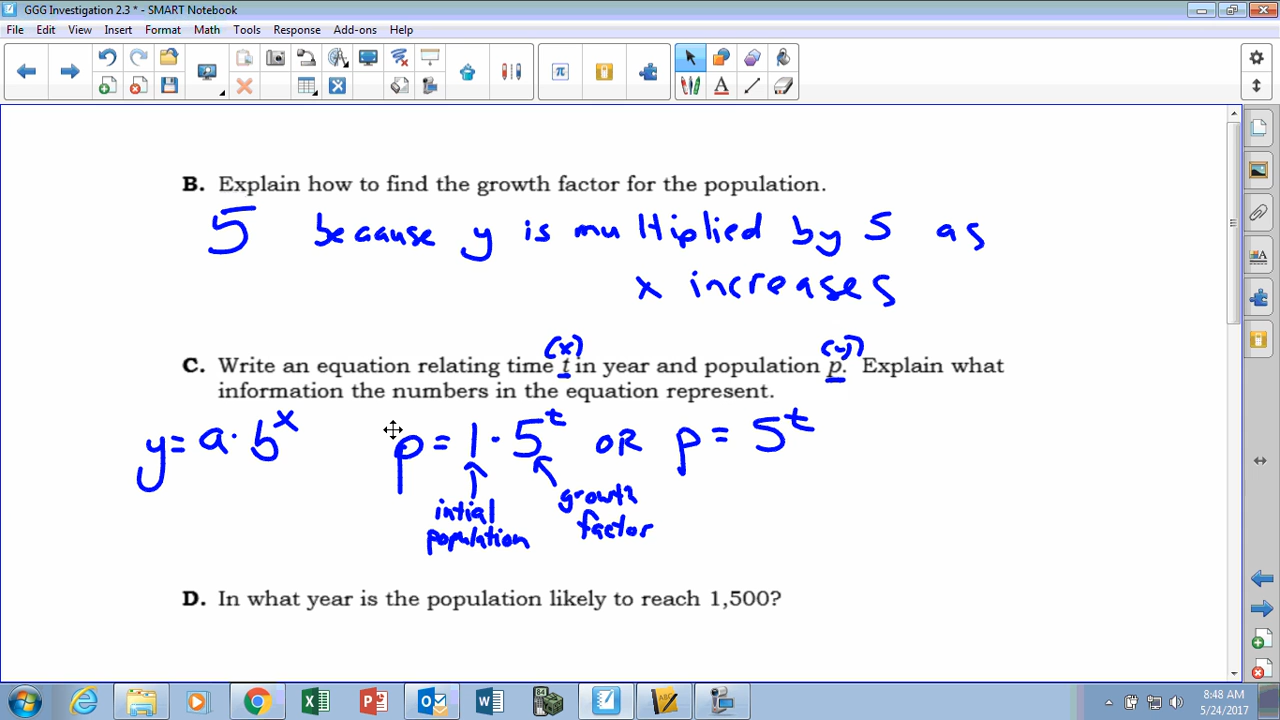 GGG Investigation 2.3 * - SMART Notebook
File Edit View Insert Format Math Tools Response Add-ons Help
B. Explain how to find the growth factor for the population.
5 because y is multiplied by 5 as
x increases
(x) (y)
C. Write an equation relating time t in year and population p. Explain what
information the numbers in the equation represent.
y = a · b^x p = 1 · 5^t OR p = 5^t
intial growth
population factor
D. In what year is the population likely to reach 1,500?
8:48 AM
5/24/2017